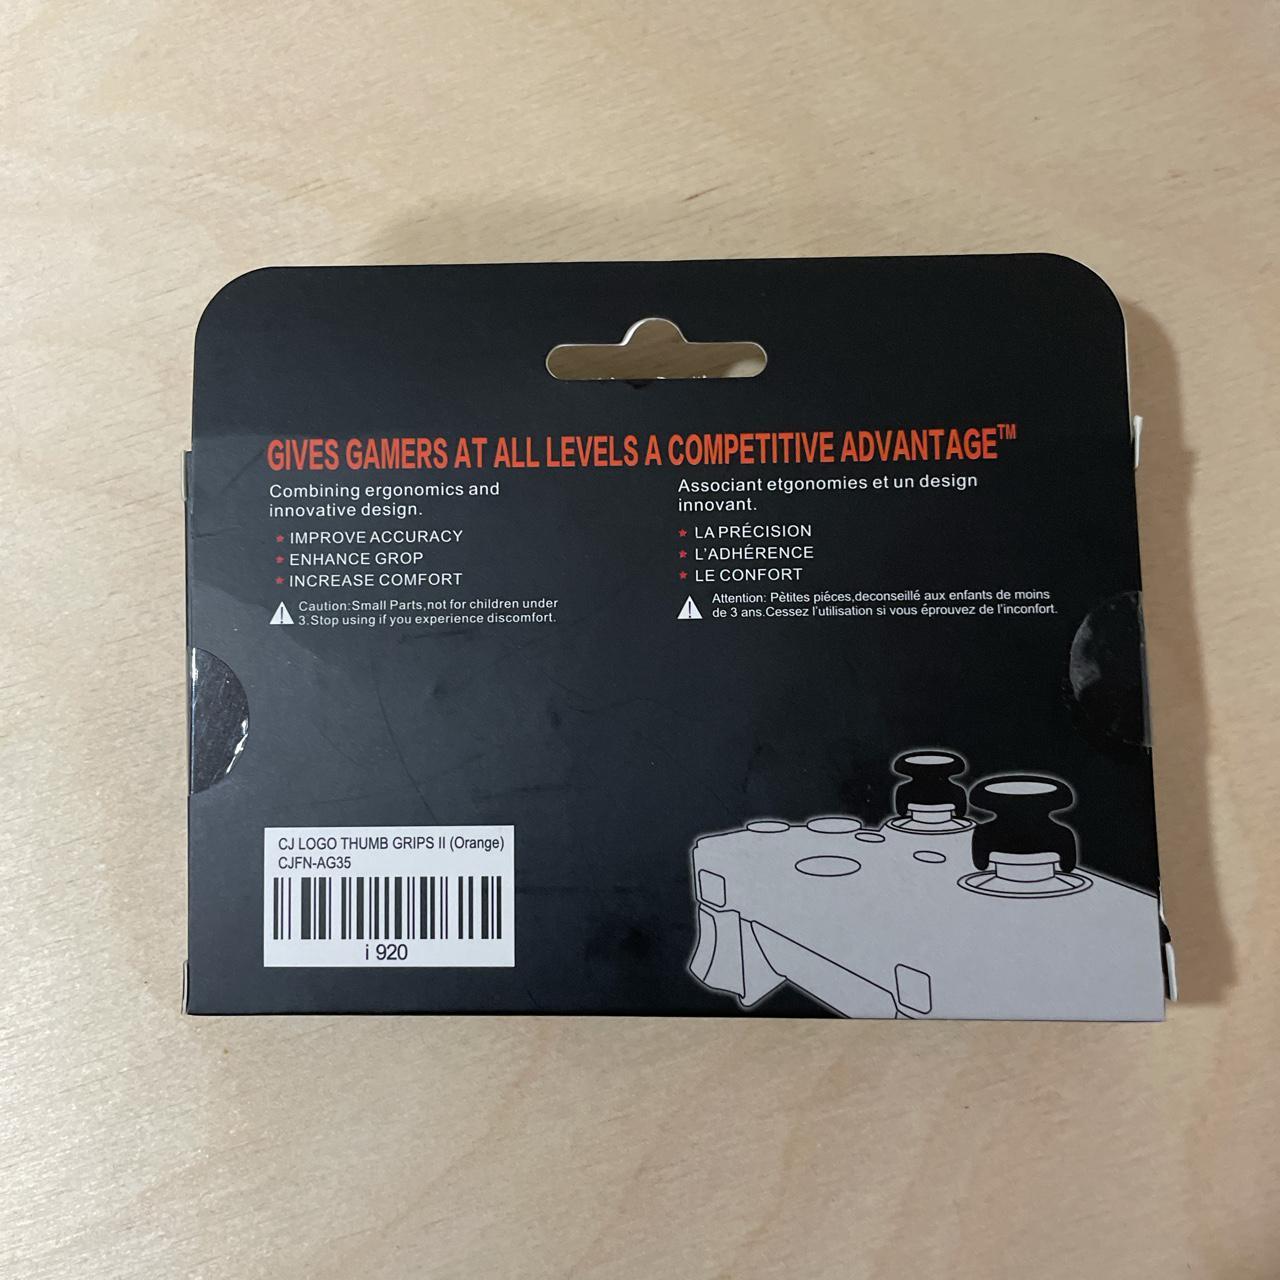 GIVES GAMERS AT ALL LEVELS A COMPETITIVE ADVANTAGE™
Combining ergonomics and
innovative design.
IMPROVE ACCURACY
ENHANCE GROP
INCREASE COMFORT
Caution:Small Parts,not for children under
3.Stop using if you experience discomfort.
Associant etgonomies et un design
innovant.
LA PRÉCISION
L'ADHÉRENCE
LE CONFORT
Attention: Pètites piéces,deconseillé aux enfants de moins
de 3 ans.Cessez l'utilisation si vous éprouvez de l'inconfort.
CJ LOGO THUMB GRIPS II (Orange)
CJFN-AG35
i 920